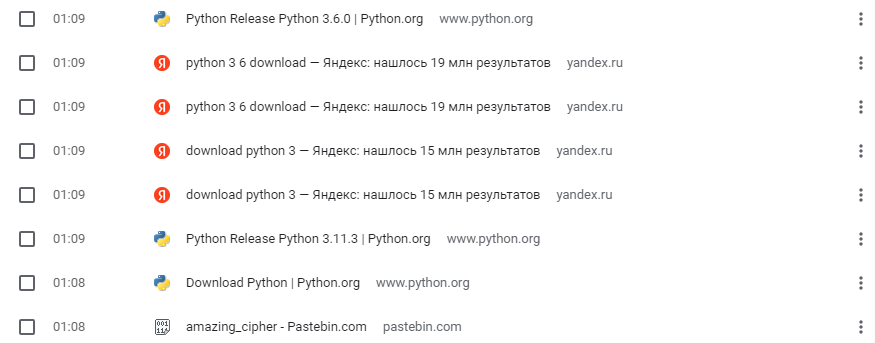 01:09 Python Release Python 3.6.0 | Python.org www.python.org
01:09 Я python 3 6 download — Яндекс: нашлось 19 млн результатов yandex.ru
01:09 Я python 3 6 download — Яндекс: нашлось 19 млн результатов yandex.ru
01:09 Я download python 3 — Яндекс: нашлось 15 млн результатов yandex.ru
01:09 Я download python 3 — Яндекс: нашлось 15 млн результатов yandex.ru
01:09 Python Release Python 3.11.3 | Python.org www.python.org
01:08 Download Python | Python.org www.python.org
01:08 amazing_cipher - Pastebin.com pastebin.com